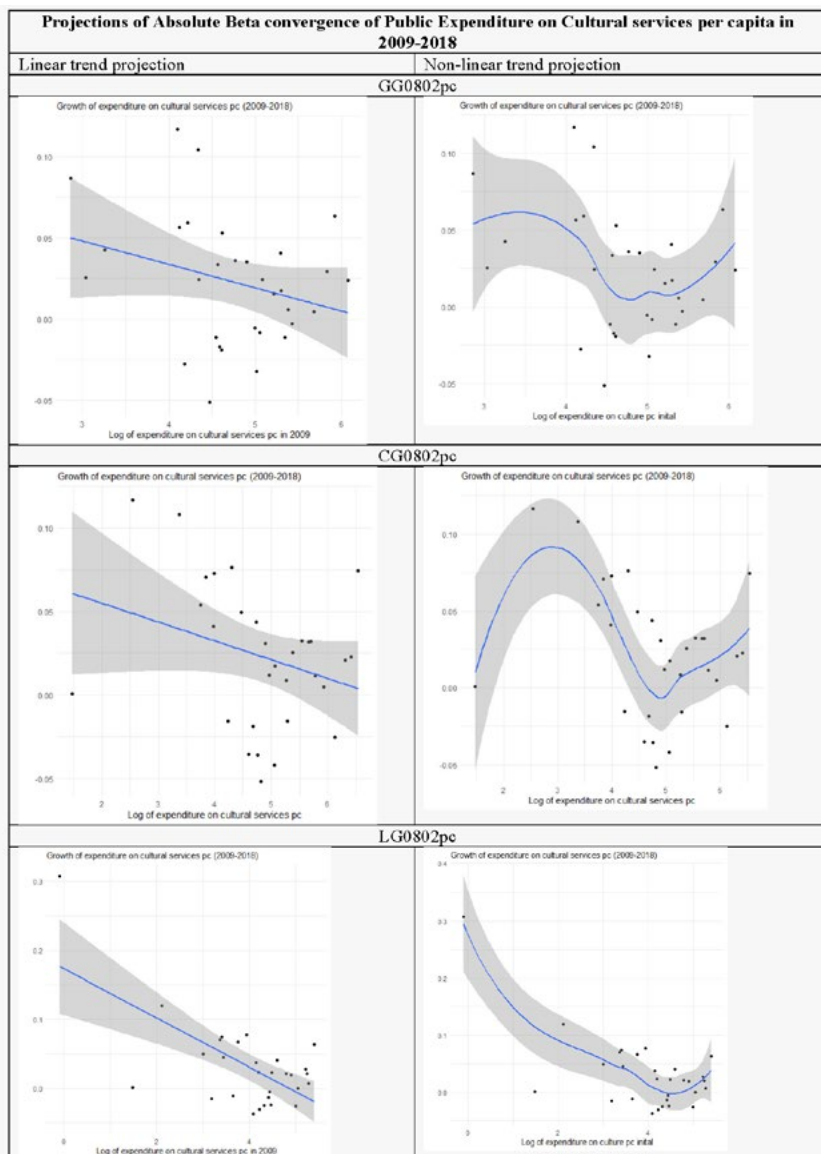 Projections of Absolute Beta convergence of Public Expenditure on Cultural services per capita in
2009-2018
Linear trend projection
Non-linear trend projection
GG0802pc
Growth of expenditure on cultural services pc (2009-2018)
0.10
0.05
0.00
-0.05
3
4
5
6
Log of expenditure on cultural services pc in 2009
Growth of expenditure on cultural services pc (2009-2018)
0.10
0.05
0.00
-0.05
3
4
5
6
Log of expenditure on culture pc inital
CG0802pc
Growth of expenditure on cultural services pc (2009-2018)
0.10
0.05
0.00
-0.05
2
3
4
5
6
Log of expenditure on cultural services pc
Growth of expenditure on cultural services pc (2009-2018)
0.10
0.05
0.00
-0.05
2
3
4
5
6
Log of expenditure on cultural services pc
LG0802pc
Growth of expenditure on cultural services pc (2009-2018)
0.3
0.2
0.1
0.0
0
2
4
Log of expenditure on cultural services pc in 2009
Growth of expenditure on cultural services pc (2009-2018)
0.4
0.3
0.2
0.1
0.0
0
2
4
Log of expenditure on culture pc inital